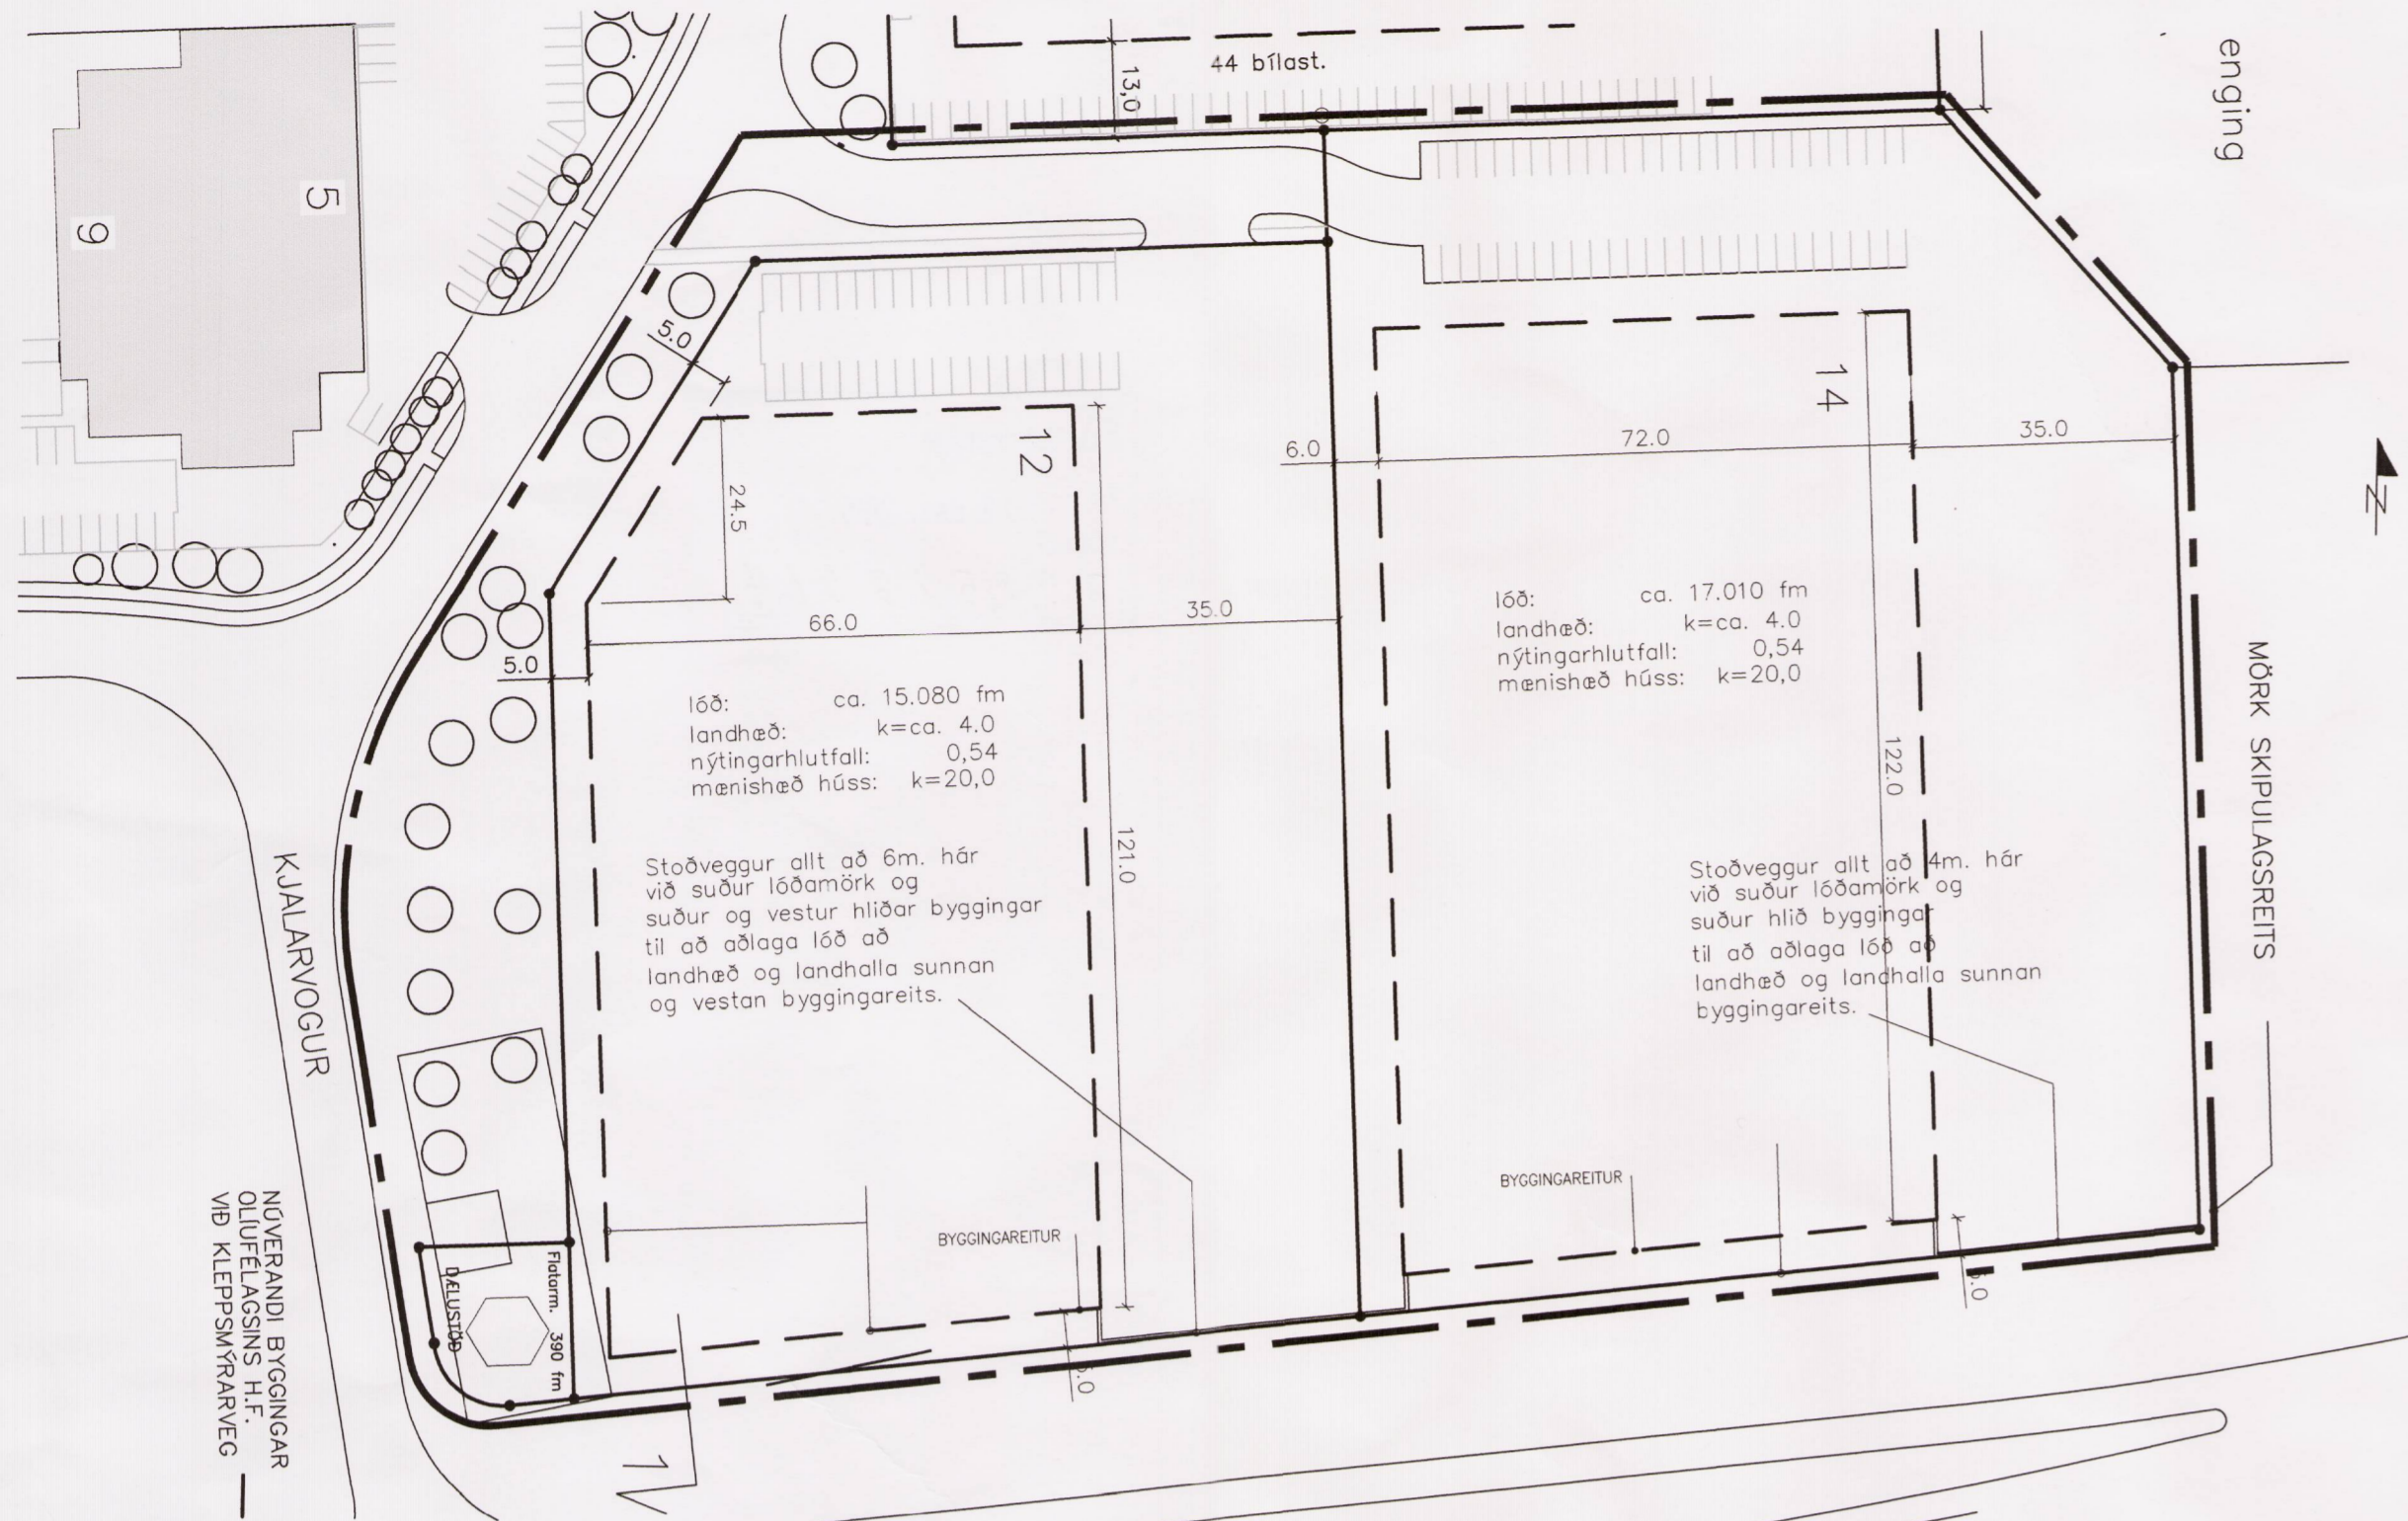 44 bílast.
13,0
enging
5
9
5.0
12
14
6.0
72.0
35.0
24.5
66.0
35.0
5.0
lóð: ca. 15.080 fm
landhæð: k=ca. 4.0
nýtingarhlutfall: 0,54
mænishæð húss: k=20,0
lóð: ca. 17.010 fm
landhæð: k=ca. 4.0
nýtingarhlutfall: 0,54
mænishæð húss: k=20,0
122.0
121.0
Stoðveggur allt að 6m. hár
við suður lóðamörk og
suður og vestur hliðar byggingar
til að aðlaga lóð að
landhæð og landhalla sunnan
og vestan byggingareits.
Stoðveggur allt að 4m. hár
við suður lóðamörk og
suður hlið byggingar
til að aðlaga lóð að
landhæð og landhalla sunnan
byggingareits.
MÖRK SKIPULAGSREITS
KJALARVOGUR
BYGGINGAREITUR
BYGGINGAREITUR
Flatarm. 390 fm
DÆLUSTÖÐ
NÚVERANDI BYGGINGAR
OLÍUFÉLAGSINS H.F.
VIÐ KLEPPSMÝRARVEG
N